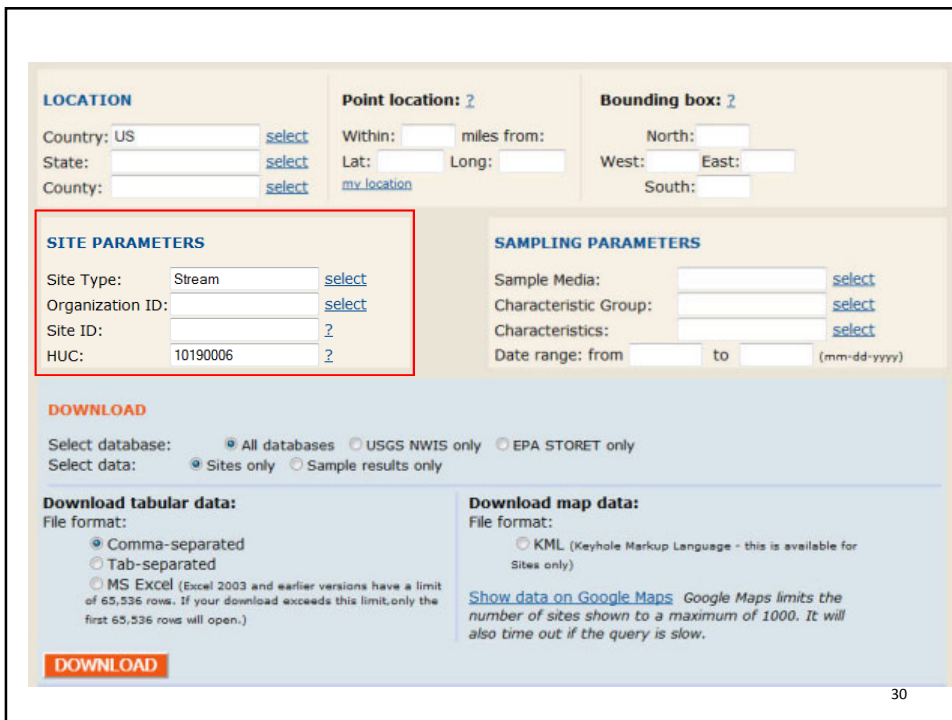 LOCATION
Country: US select
State: select
County: select
Point location: ?
Within: miles from:
Lat: Long:
my location
Bounding box: ?
North:
West: East:
South:
SITE PARAMETERS
Site Type: Stream select
Organization ID: select
Site ID: ?
HUC: 10190006 ?
SAMPLING PARAMETERS
Sample Media: select
Characteristic Group: select
Characteristics: select
Date range: from to (mm-dd-yyyy)
DOWNLOAD
Select database: All databases USGS NWIS only EPA STORET only
Select data: Sites only Sample results only
Download tabular data:
File format:
Comma-separated
Tab-separated
MS Excel (Excel 2003 and earlier versions have a limit
of 65,536 rows. If your download exceeds this limit,only the
first 65,536 rows will open.)
Download map data:
File format:
KML (Keyhole Markup Language - this is available for
Sites only)
Show data on Google Maps Google Maps limits the
number of sites shown to a maximum of 1000. It will
also time out if the query is slow.
DOWNLOAD
30